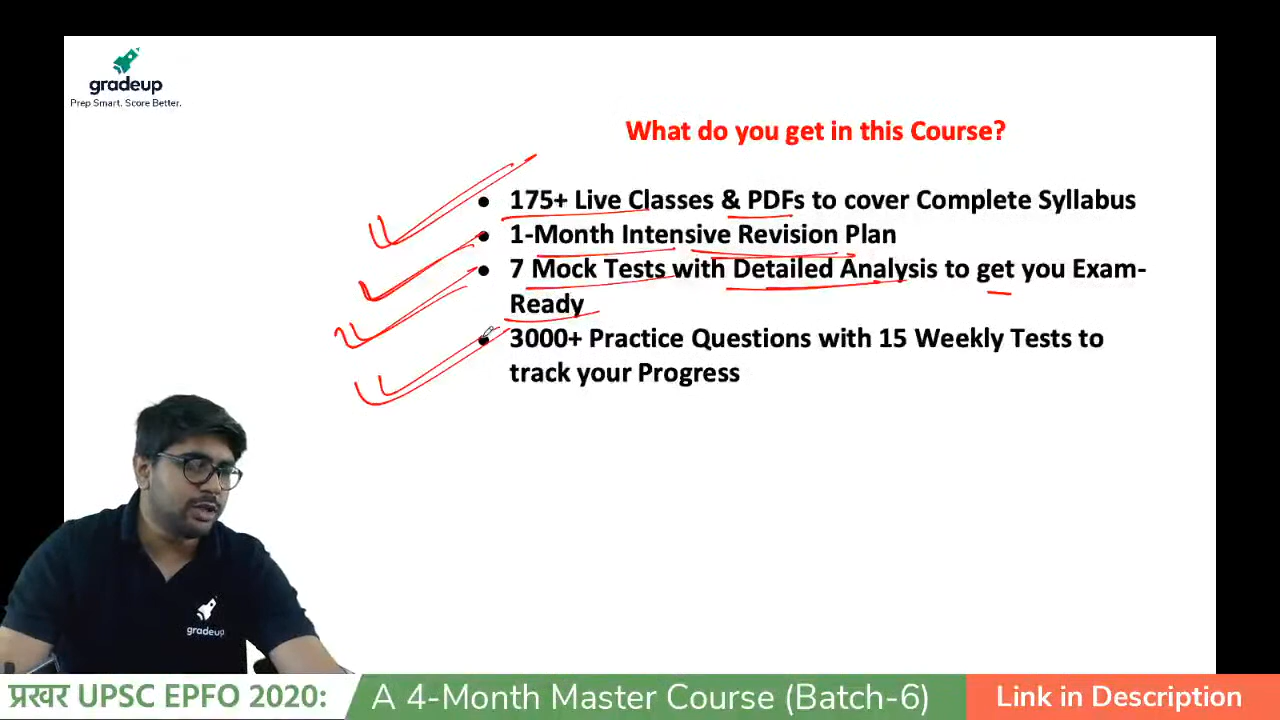 gradeup
Prep Smart. Score Better.
What do you get in this Course?
• 175+ Live Classes & PDFs to cover Complete Syllabus
• 1-Month Intensive Revision Plan
• 7 Mock Tests with Detailed Analysis to get you Exam-
Ready
• 3000+ Practice Questions with 15 Weekly Tests to
track your Progress
gradeup
प्रखर UPSC EPFO 2020: A 4-Month Master Course (Batch-6) Link in Description